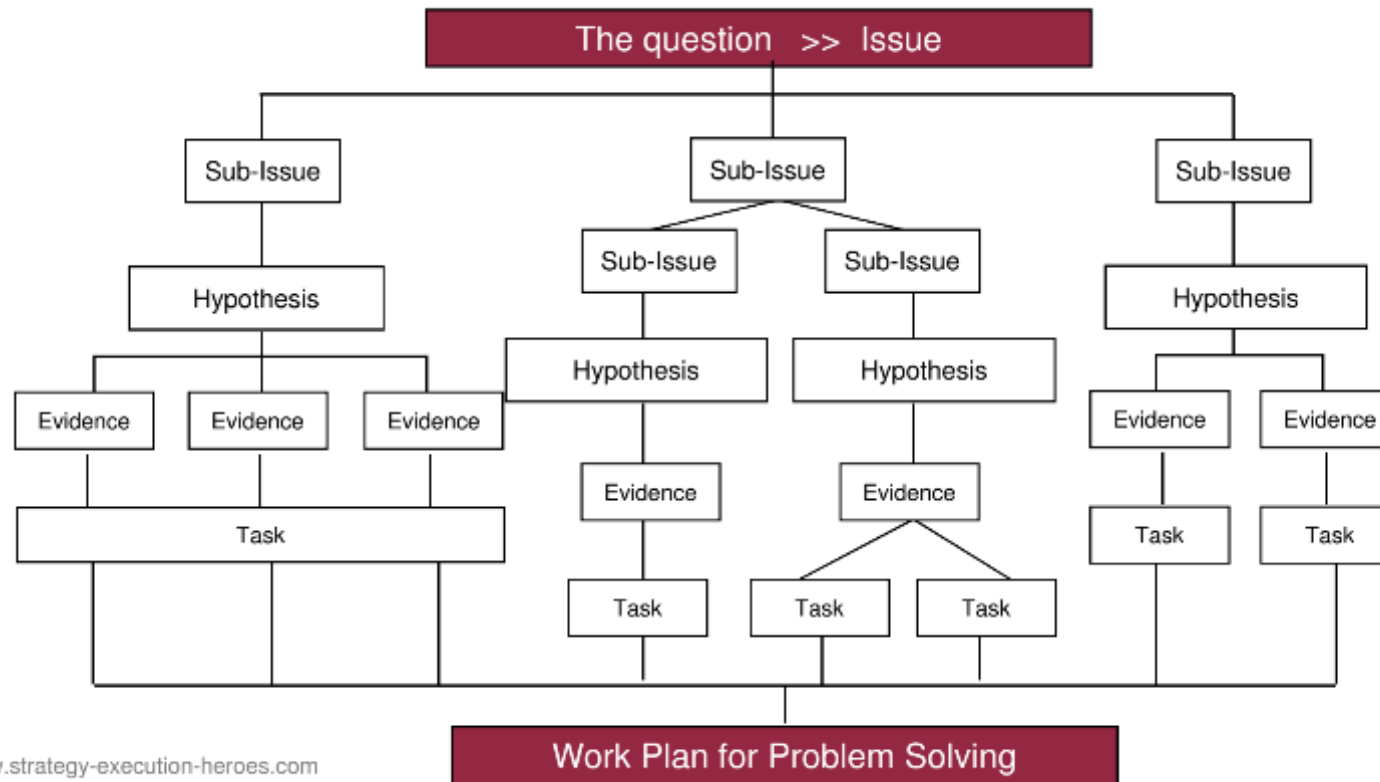 The question >> Issue
Sub-Issue
Sub-Issue
Sub-Issue
Sub-Issue
Sub-Issue
Hypothesis
Hypothesis
Hypothesis
Hypothesis
Evidence
Evidence
Evidence
Evidence
Evidence
Evidence
Evidence
Task
Task
Task
Task
Task
Task
Work Plan for Problem Solving
.strategy-execution-heroes.com